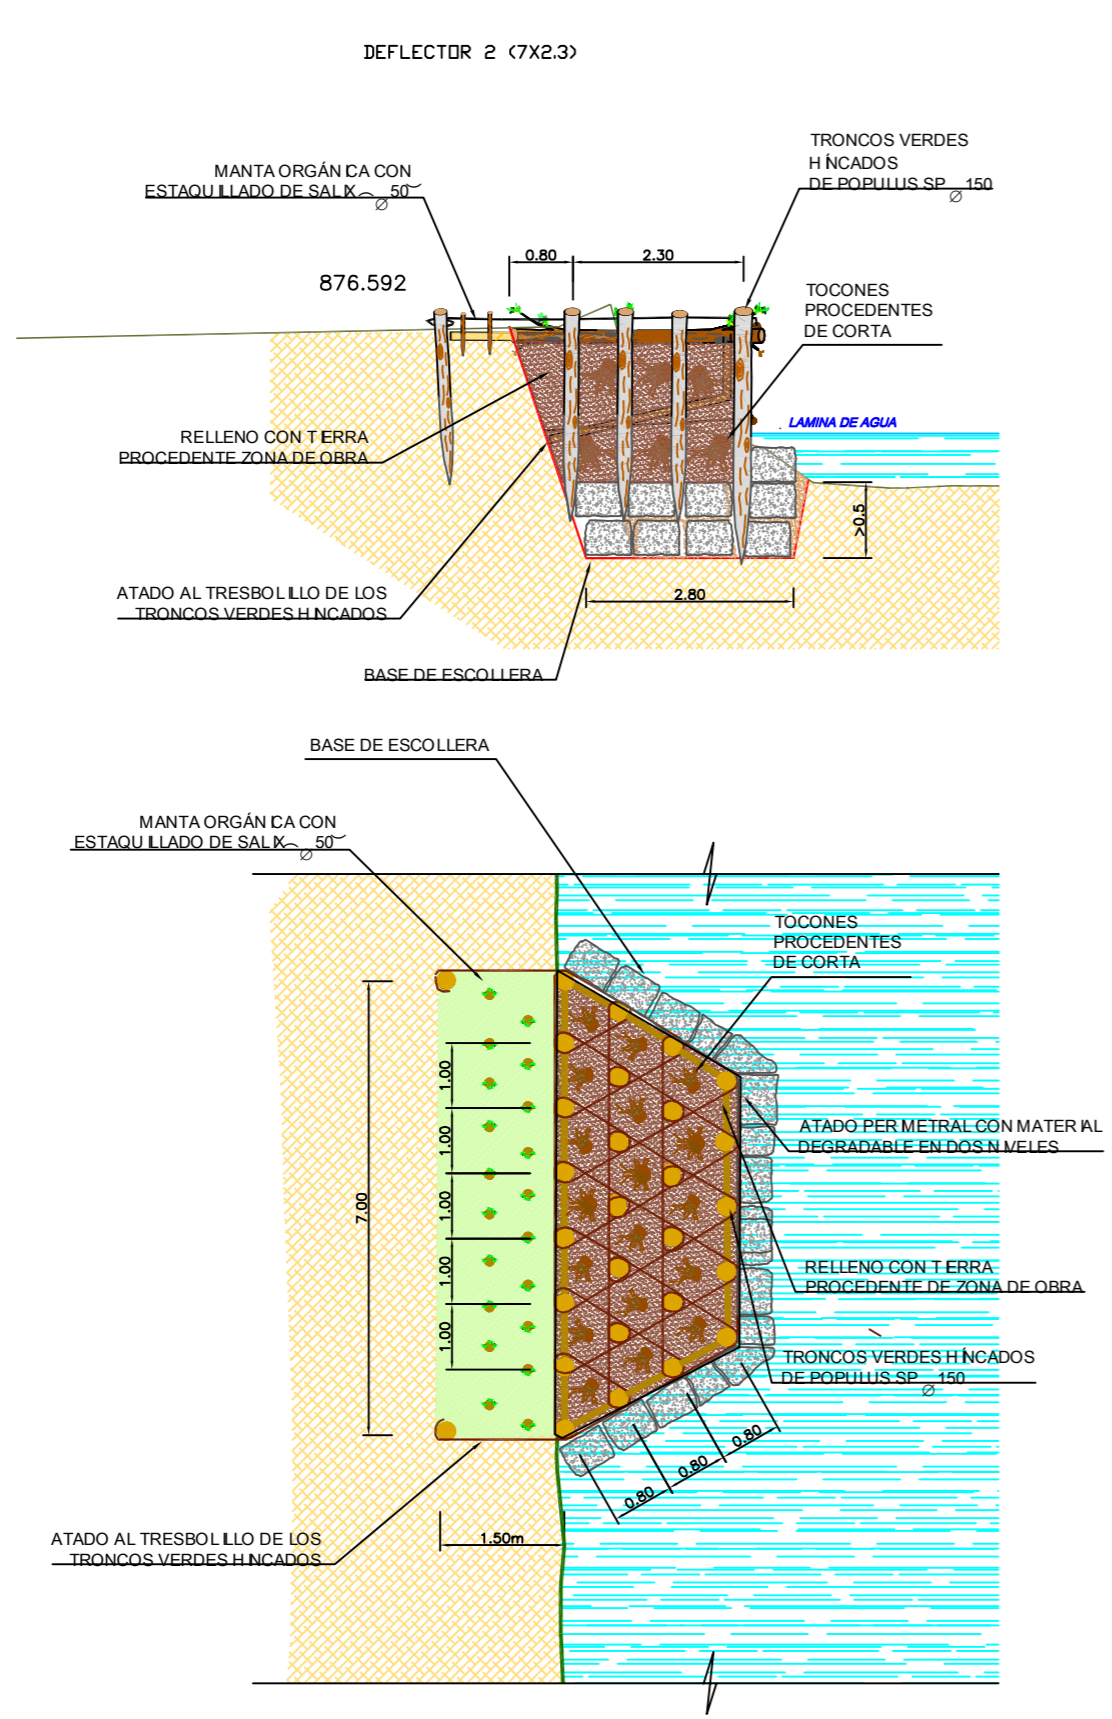 DEFLECTOR 2 (7X2.3)
TRONCOS VERDES
HÍNCADOS
DE POPULUS SP Ø 150
MANTA ORGÁNICA CON
ESTAQUILLADO DE SALIX Ø 50
0.80
2.30
876.592
TOCONES
PROCEDENTES
DE CORTA
LAMINA DE AGUA
RELLENO CON TIERRA
PROCEDENTE ZONA DE OBRA
>0.5
ATADO AL TRESBOLILLO DE LOS
TRONCOS VERDES HINCADOS
2.80
BASE DE ESCOLLERA
BASE DE ESCOLLERA
MANTA ORGÁNICA CON
ESTAQUILLADO DE SALIX Ø 50
TOCONES
PROCEDENTES
DE CORTA
1.00
1.00
1.00
1.00
1.00
7.00
ATADO PERIMETRAL CON MATERIAL
DEGRADABLE EN DOS NIVELES
RELLENO CON TIERRA
PROCEDENTE DE ZONA DE OBRA
TRONCOS VERDES HÍNCADOS
DE POPULUS SP Ø 150
0.80
0.80
0.80
ATADO AL TRESBOLILLO DE LOS
TRONCOS VERDES HINCADOS
1.50m